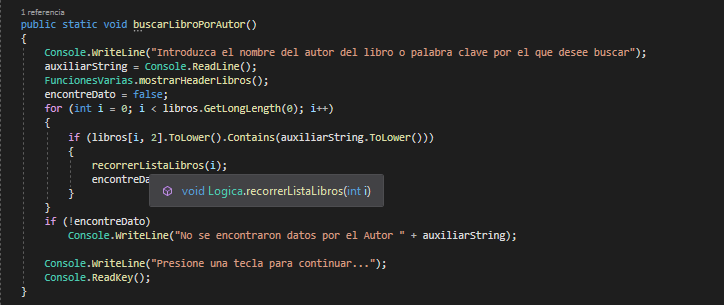 1 referencia
public static void buscarLibroPorAutor()
{
Console.WriteLine("Introduzca el nombre del autor del libro o palabra clave por el que desee buscar");
auxiliarString = Console.ReadLine();
FuncionesVarias.mostrarHeaderLibros();
encontreDato = false;
for (int i = 0; i < libros.GetLongLength(0); i++)
{
if (libros[i, 2].ToLower().Contains(auxiliarString.ToLower()))
{
recorrerListaLibros(i);
encontreDa
void Logica.recorrerListaLibros(int i)
}
}
if (!encontreDato)
Console.WriteLine("No se encontraron datos por el Autor " + auxiliarString);
Console.WriteLine("Presione una tecla para continuar...");
Console.ReadKey();
}